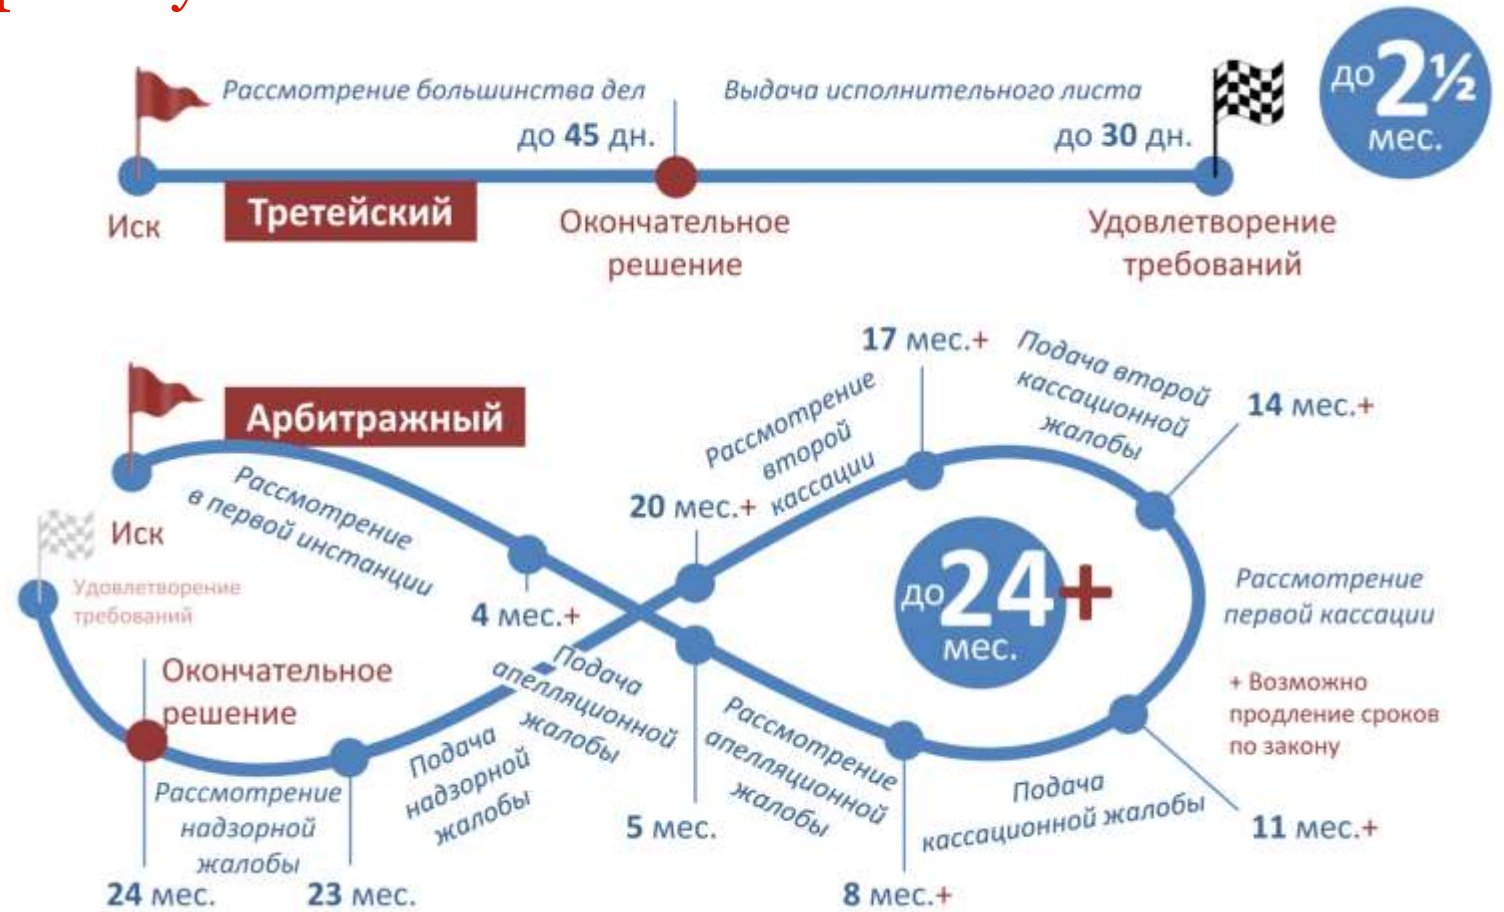 Рассмотрение большинства дел
до 45 дн.
Выдача исполнительного листа
до 30 дн.
до 2½
мес.
Иск
Третейский
Окончательное
решение
Удовлетворение
требований
Арбитражный
Иск
Рассмотрение
в первой инстанции
4 мес.+
Подача
апелляционной
жалобы
5 мес.
Рассмотрение
апелляционной
жалобы
8 мес.+
Подача
кассационной жалобы
11 мес.+
Рассмотрение
первой кассации
14 мес.+
Подача второй
кассационной
жалобы
17 мес.+
Рассмотрение
второй
кассации
20 мес.+
Подача
надзорной
жалобы
23 мес.
Рассмотрение
надзорной
жалобы
24 мес.
Окончательное
решение
Удовлетворение
требований
до 24+
мес.
+ Возможно
продление сроков
по закону